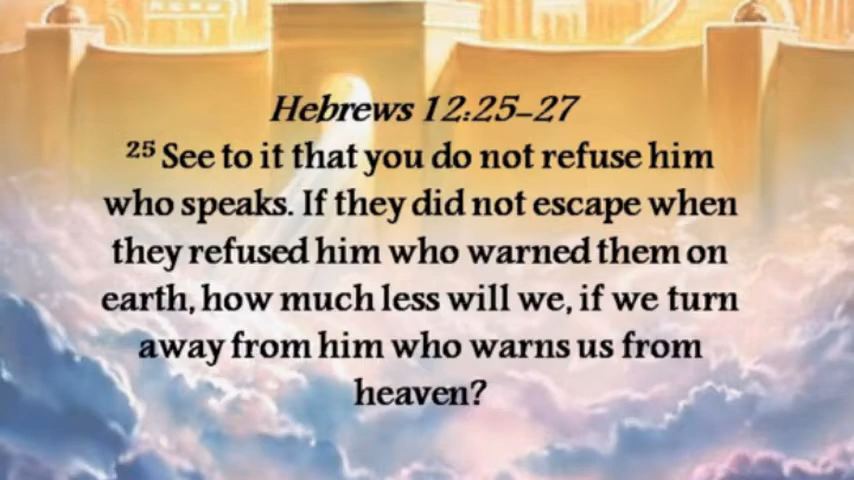 Hebrews 12:25–27
25 See to it that you do not refuse him
who speaks. If they did not escape when
they refused him who warned them on
earth, how much less will we, if we turn
away from him who warns us from
heaven?